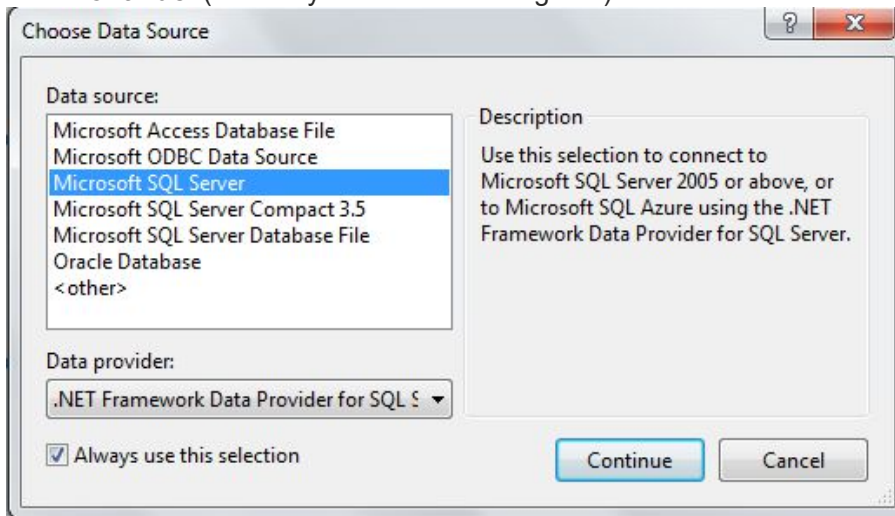 Choose Data Source
Data source:
Microsoft Access Database File
Microsoft ODBC Data Source
Microsoft SQL Server
Microsoft SQL Server Compact 3.5
Microsoft SQL Server Database File
Oracle Database
<other>
Data provider:
.NET Framework Data Provider for SQL S
Always use this selection
Description
Use this selection to connect to
Microsoft SQL Server 2005 or above, or
to Microsoft SQL Azure using the .NET
Framework Data Provider for SQL Server.
Continue
Cancel